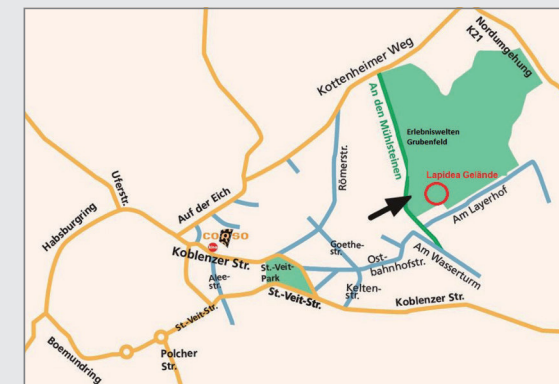 Kottenheimer Weg
Nordumgehung
K21
An den Mühlsteinen
Erlebniswelten
Grubenfeld
Lapidea Gelände
Römerstr.
Am Layerhof
Uferstr.
Auf der Eich
Habsburgring
Koblenzer Str.
Goethe-
str.
Ost-
bahnhofstr.
Am Wasserturm
Alee-
str.
St.-Veit-
Park
St.-Veit-Str.
Kelten-
str.
Koblenzer Str.
St.-Veit-Str.
Polcher
Str.
Boemundring